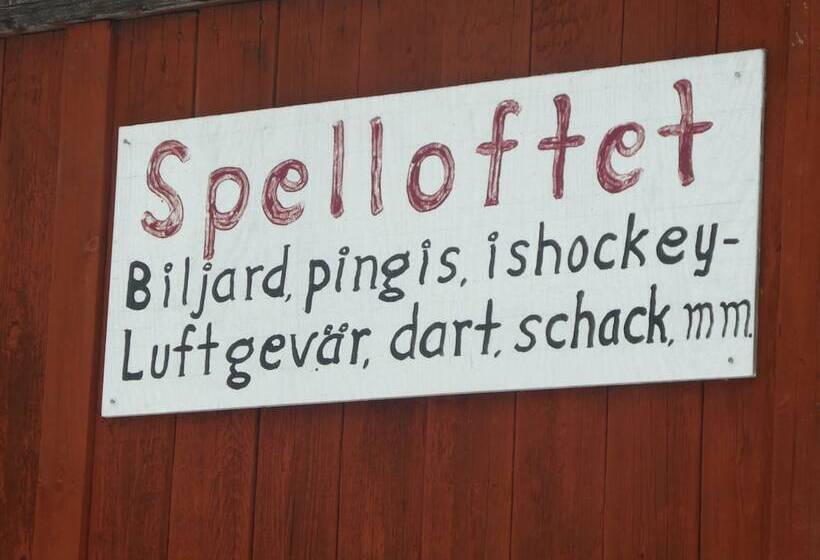 Spelloftet
Biljard, pingis, ishockey-
Luftgevär, dart, schack, mm.